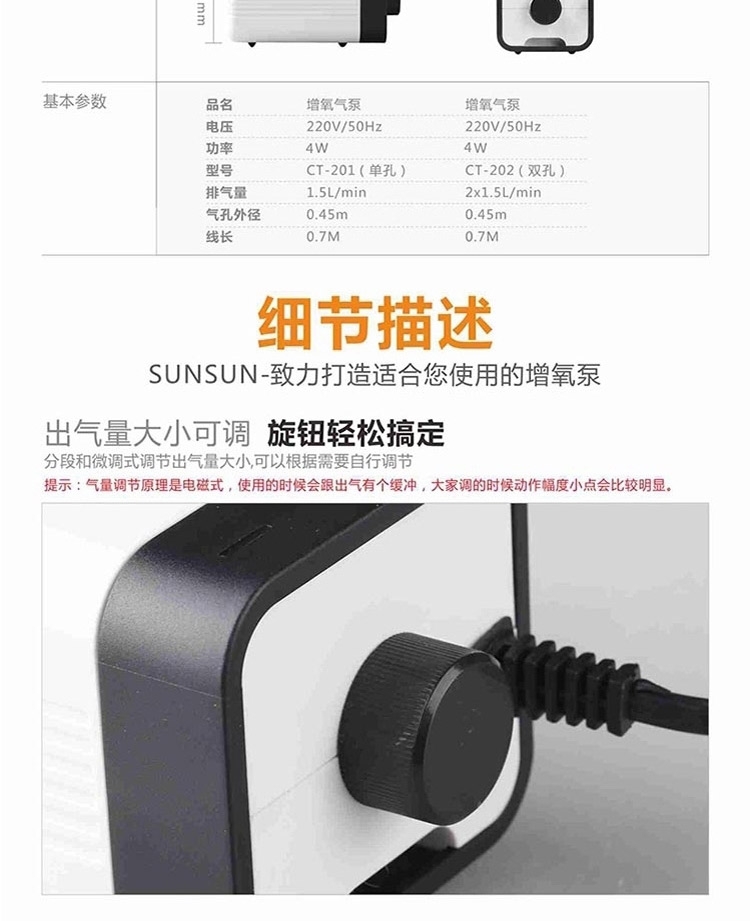 mm
基本参数
品名 增氧气泵 增氧气泵
电压 220V/50Hz 220V/50Hz
功率 4W 4W
型号 CT-201 ( 单孔 ) CT-202 ( 双孔 )
排气量 1.5L/min 2x1.5L/min
气孔外径 0.45m 0.45m
线长 0.7M 0.7M
细节描述
SUNSUN-致力打造适合您使用的增氧泵
出气量大小可调 旋钮轻松搞定
分段和微调式调节出气量大小,可以根据需要自行调节
提示：气量调节原理是电磁式，使用的时候会跟出气有个缓冲，大家调的时候动作幅度小点会比较明显。